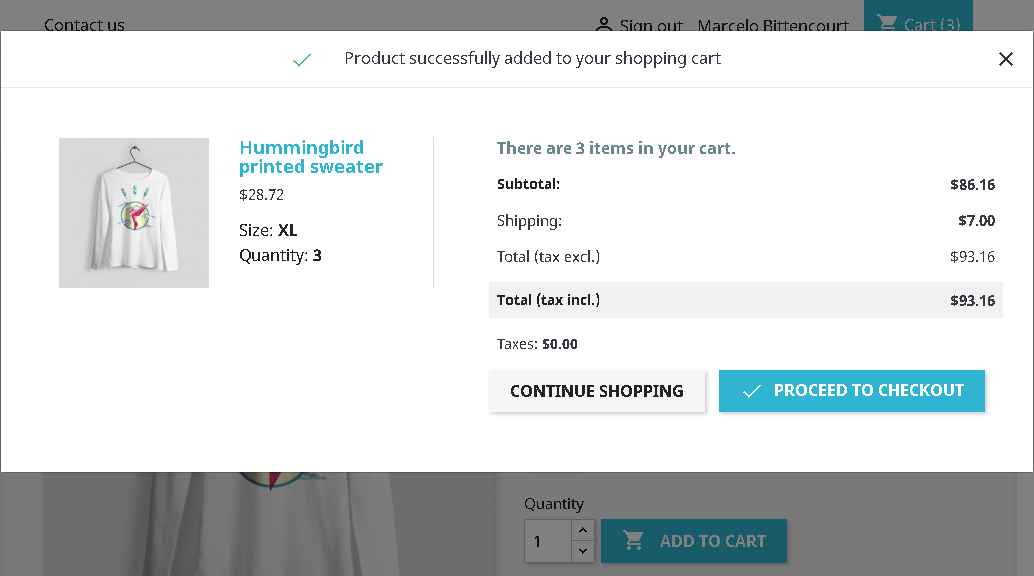 Contact us
Sign out Marcelo Bittencourt Cart (3)
Product successfully added to your shopping cart
Hummingbird
printed sweater
$28.72
Size: XL
Quantity: 3
There are 3 items in your cart.
Subtotal: $86.16
Shipping: $7.00
Total (tax excl.) $93.16
Total (tax incl.) $93.16
Taxes: $0.00
CONTINUE SHOPPING PROCEED TO CHECKOUT
Quantity
1 ADD TO CART